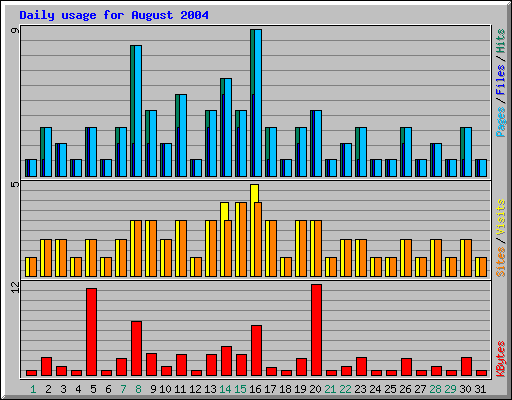 Daily usage for August 2004
9
Pages/Files/Hits
5
Sites/Visits
12
KBytes
1 2 3 4 5 6 7 8 9 10 11 12 13 14 15 16 17 18 19 20 21 22 23 24 25 26 27 28 29 30 31